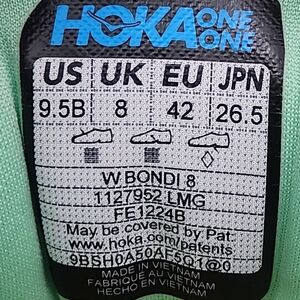 HOKA ONE ONE
US UK EU JPN
9.5B 8 42 26.5
W BONDI 8
1127952 LMG
FE1224B
May be covered by Pat.
www.hoka.com/patents
MADE IN VIETNAM
FABRIQUÉ AU VIETNAM
HECHO EN VIETNAM